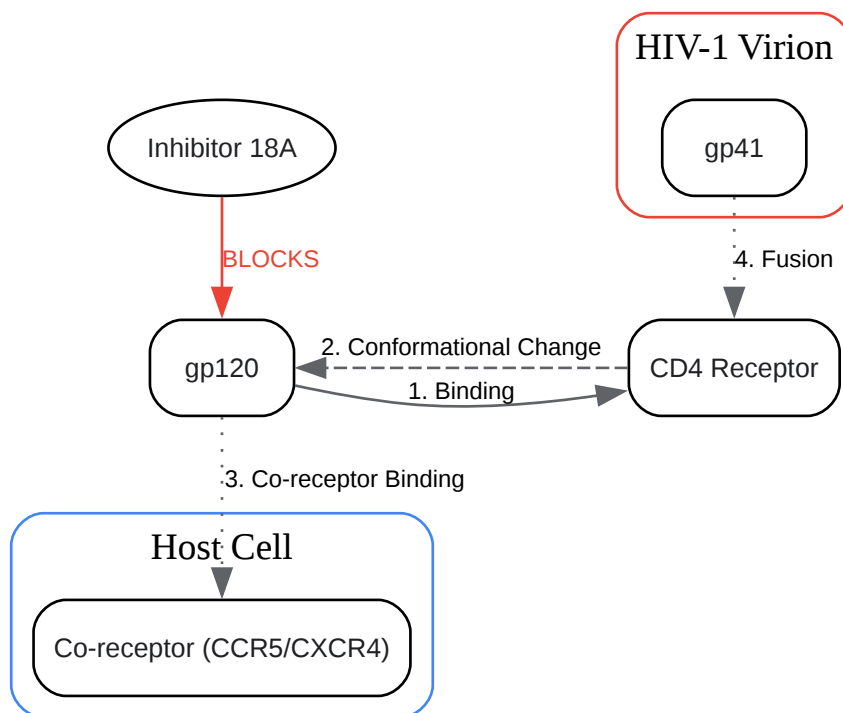 HIV-1 Virion
Inhibitor 18A
gp41
BLOCKS
4. Fusion
2. Conformational Change
gp120
CD4 Receptor
1. Binding
3. Co-receptor Binding
Host Cell
Co-receptor (CCR5/CXCR4)